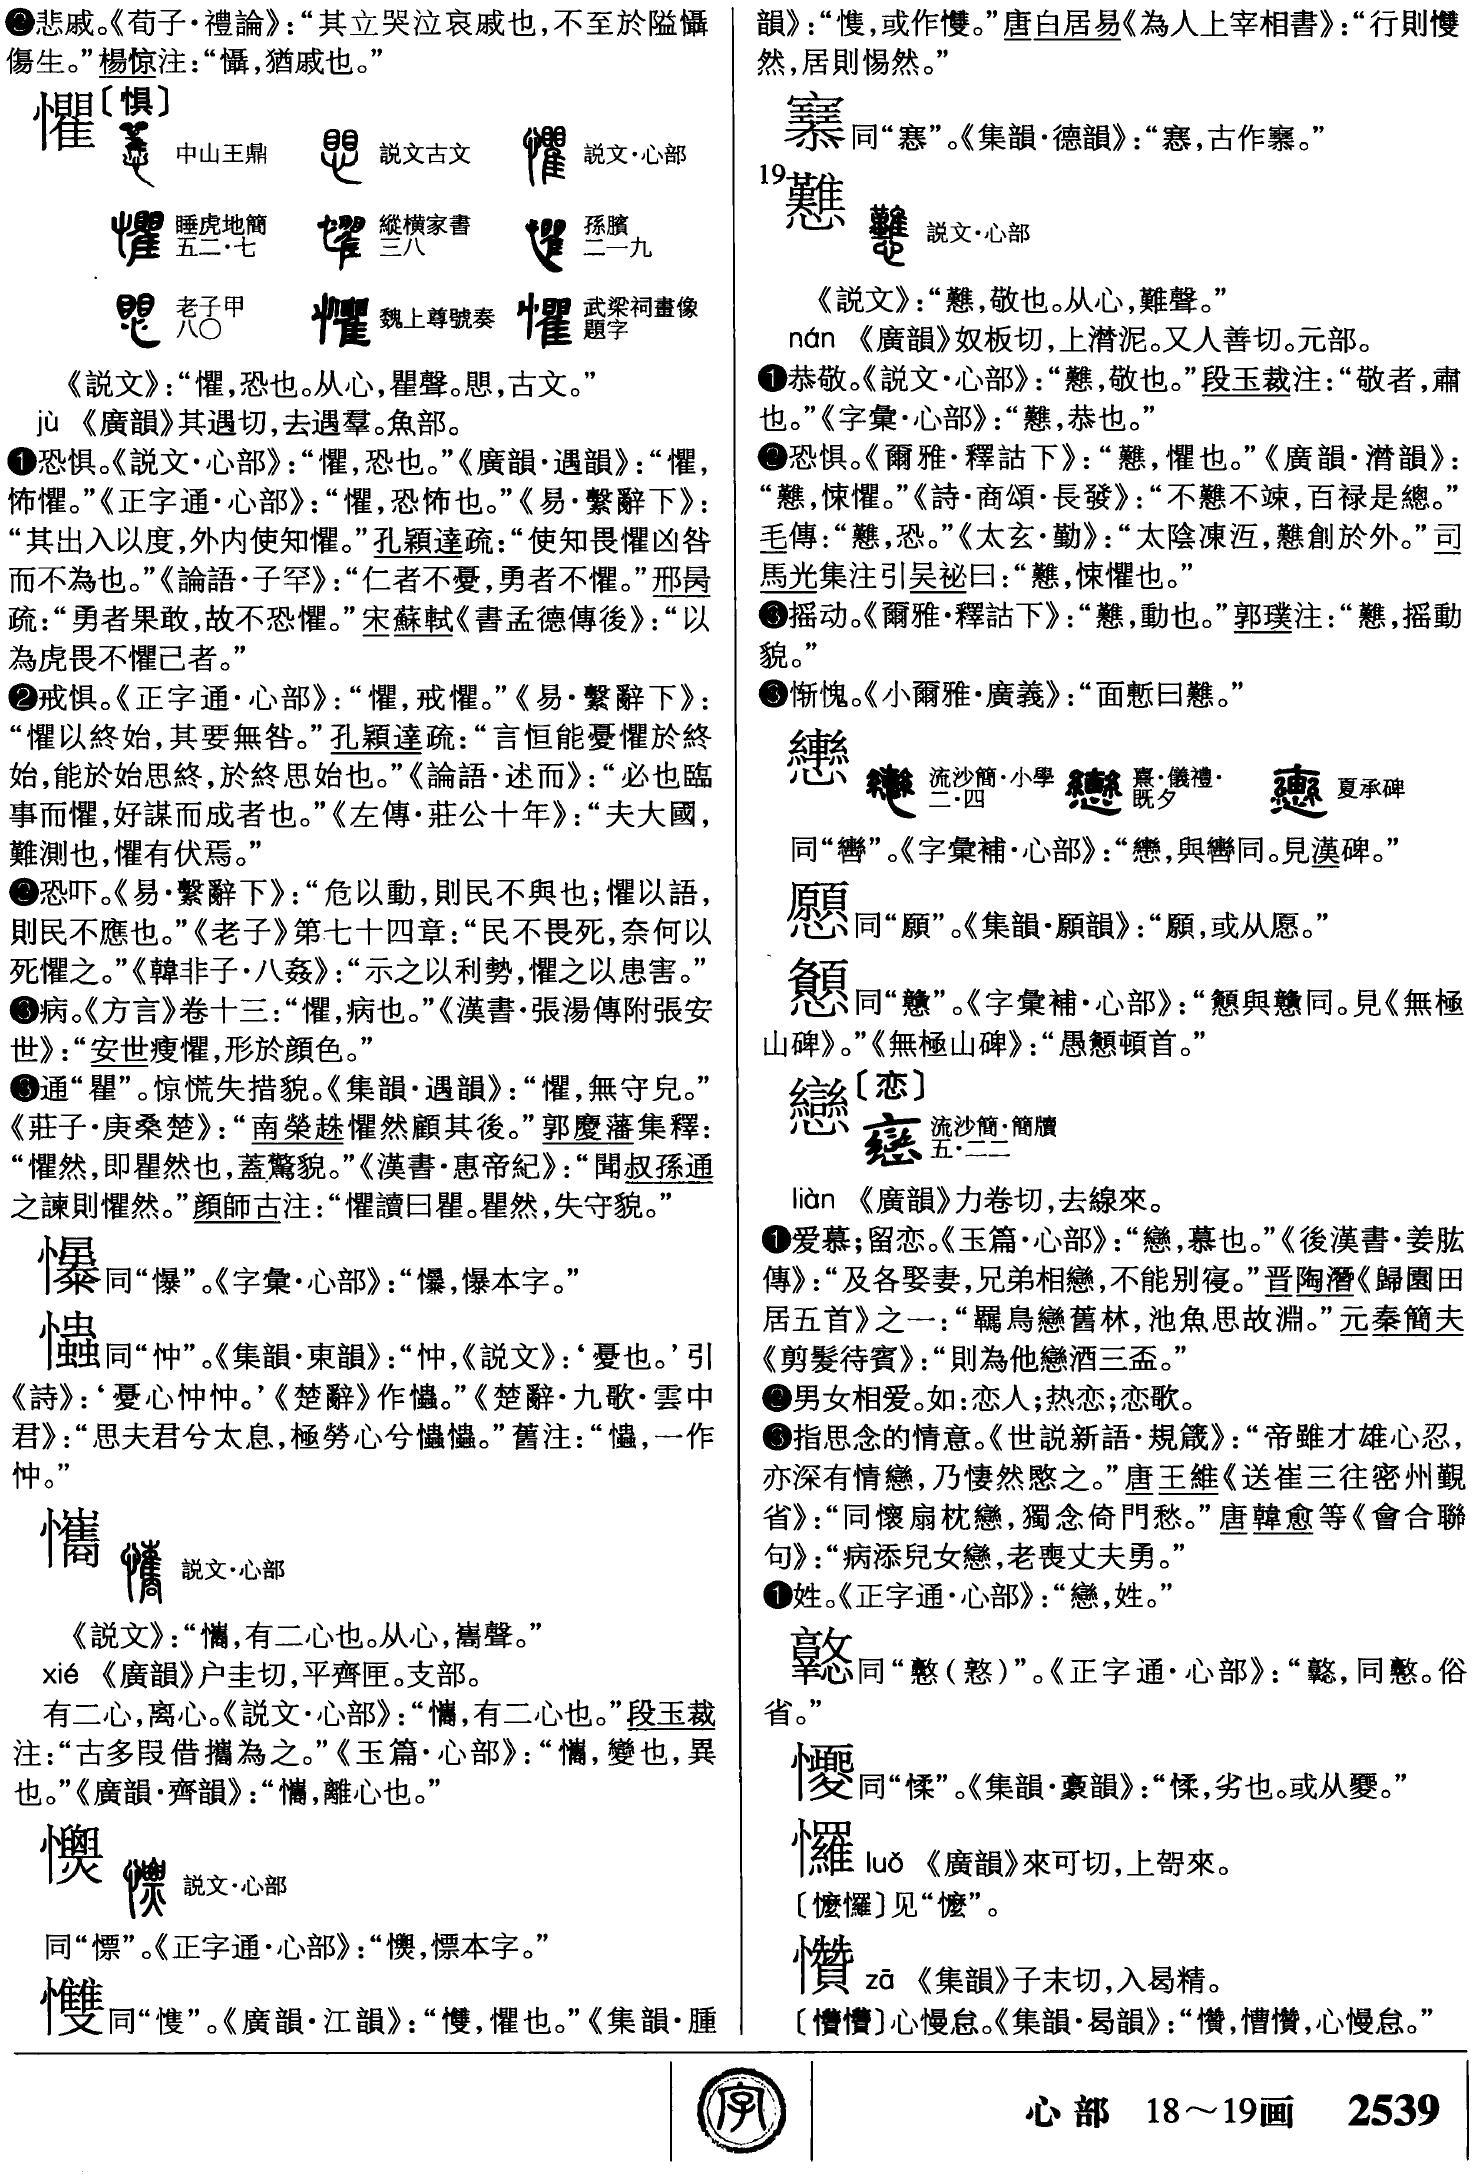 ❷悲戚。《荀子·禮論》：“其立哭泣哀戚也，不至於隘懾
傷生。”楊惊注：“懾，猶戚也。”
懼〔惧〕
中山王鼎 説文古文 説文·心部
睡虎地簡五二·七 縱横家書三八 孫臏二一九
老子甲八〇 魏上尊號奏 武梁祠畫像題字
《説文》：“懼，恐也。从心，瞿聲。愳，古文。”
jù 《廣韻》其遇切，去遇羣。魚部。
❶恐惧。《説文·心部》：“懼，恐也。”《廣韻·遇韻》：“懼，
怖懼。”《正字通·心部》：“懼，恐怖也。”《易·繫辭下》：
“其出入以度，外内使知懼。”孔穎達疏：“使知畏懼凶咎
而不為也。”《論語·子罕》：“仁者不憂，勇者不懼。”邢昺
疏：“勇者果敢，故不恐懼。”宋蘇軾《書孟德傳後》：“以
為虎畏不懼己者。”
❷戒惧。《正字通·心部》：“懼，戒懼。”《易·繫辭下》：
“懼以終始，其要無咎。”孔穎達疏：“言恒能憂懼於終
始，能於始思終，於終思始也。”《論語·述而》：“必也臨
事而懼，好謀而成者也。”《左傳·莊公十年》：“夫大國，
難測也，懼有伏焉。”
❷恐吓。《易·繫辭下》：“危以動，則民不與也；懼以語，
則民不應也。”《老子》第七十四章：“民不畏死，奈何以
死懼之。”《韓非子·八姦》：“示之以利勢，懼之以患害。”
❸病。《方言》卷十三：“懼，病也。”《漢書·張湯傳附張安
世》：“安世瘦懼，形於顔色。”
❸通“瞿”。惊慌失措貌。《集韻·遇韻》：“懼，無守皃。”
《莊子·庚桑楚》：“南榮趎懼然顧其後。”郭慶藩集釋：
“懼然，即瞿然也，蓋驚貌。”《漢書·惠帝紀》：“聞叔孫通
之諫則懼然。”顔師古注：“懼讀曰瞿。瞿然，失守貌。”
同“懪”。《字彙·心部》：“，懪本字。”
同“忡”。《集韻·東韻》：“忡，《説文》：‘憂也。’引
《詩》：‘憂心忡忡。’《楚辭》作。”《楚辭·九歌·雲中
君》：“思夫君兮太息，極勞心兮。”舊注：“，一作
忡。”
懏
説文·心部
《説文》：“，有二心也。从心，巂聲。”
xié 《廣韻》户圭切，平齊匣。支部。
有二心，离心。《説文·心部》：“，有二心也。”段玉裁
注：“古多叚借攜為之。”《玉篇·心部》：“，變也，異
也。”《廣韻·齊韻》：“，離心也。”
説文·心部
同“慓”。《正字通·心部》：“，慓本字。”
㦼同“愯”。《廣韻·江韻》：“㦼，懼也。”《集韻·腫
韻》：“愯，或作㦼。”唐白居易《為人上宰相書》：“行則㦼
然，居則惕然。”
同“㥶”。《集韻·德韻》：“㥶，古作。”
19 戁
説文·心部
《説文》：“戁，敬也。从心，難聲。”
nán 《廣韻》奴板切，上潸泥。又人善切。元部。
❶恭敬。《説文·心部》：“戁，敬也。”段玉裁注：“敬者，肅
也。”《字彙·心部》：“戁，恭也。”
❷恐惧。《爾雅·釋詁下》：“戁，懼也。”《廣韻·潸韻》：
“戁，悚懼。”《詩·商頌·長發》：“不戁不竦，百禄是總。”
毛傳：“戁，恐。”《太玄·勤》：“太陰凍沍，戁創於外。”司
馬光集注引吴祕曰：“戁，悚懼也。”
❸摇动。《爾雅·釋詁下》：“戁，動也。”郭璞注：“戁，摇動
貌。”
❸惭愧。《小爾雅·廣義》：“面慙曰戁。”
流沙簡·小學二·四 熹·儀禮·既夕 夏承碑
同“轡”。《字彙補·心部》：“，與轡同。見漢碑。”
同“願”。《集韻·願韻》：“願，或从愿。”
同“戇”。《字彙補·心部》：“與戇同。見《無極
山碑》。”《無極山碑》：“愚頓首。”
戀〔恋〕
流沙簡·簡牘五·二二
liàn 《廣韻》力卷切，去線來。
❶爱慕；留恋。《玉篇·心部》：“戀，慕也。”《後漢書·姜肱
傳》：“及各娶妻，兄弟相戀，不能别寑。”晋陶潛《歸園田
居五首》之一：“羈鳥戀舊林，池魚思故淵。”元秦簡夫
《剪髮待賓》：“則為他戀酒三盃。”
❷男女相爱。如：恋人；热恋；恋歌。
❸指思念的情意。《世説新語·規箴》：“帝雖才雄心忍，
亦深有情戀，乃悽然愍之。”唐王維《送崔三往密州覲
省》：“同懷扇枕戀，獨念倚門愁。”唐韓愈等《會合聯
句》：“病添兒女戀，老喪丈夫勇。”
❶姓。《正字通·心部》：“戀，姓。”
同“憝（憝）”。《正字通·心部》：“，同憝。俗
省。”
同“㦗”。《集韻·豪韻》：“，劣也。或从夒。”
㦬 luǒ 《廣韻》來可切，上哿來。
〔㦬〕见“”。
zā 《集韻》子末切，入曷精。
心慢怠。《集韻·曷韻》：“，心慢怠。”
心部 18～19画 2539